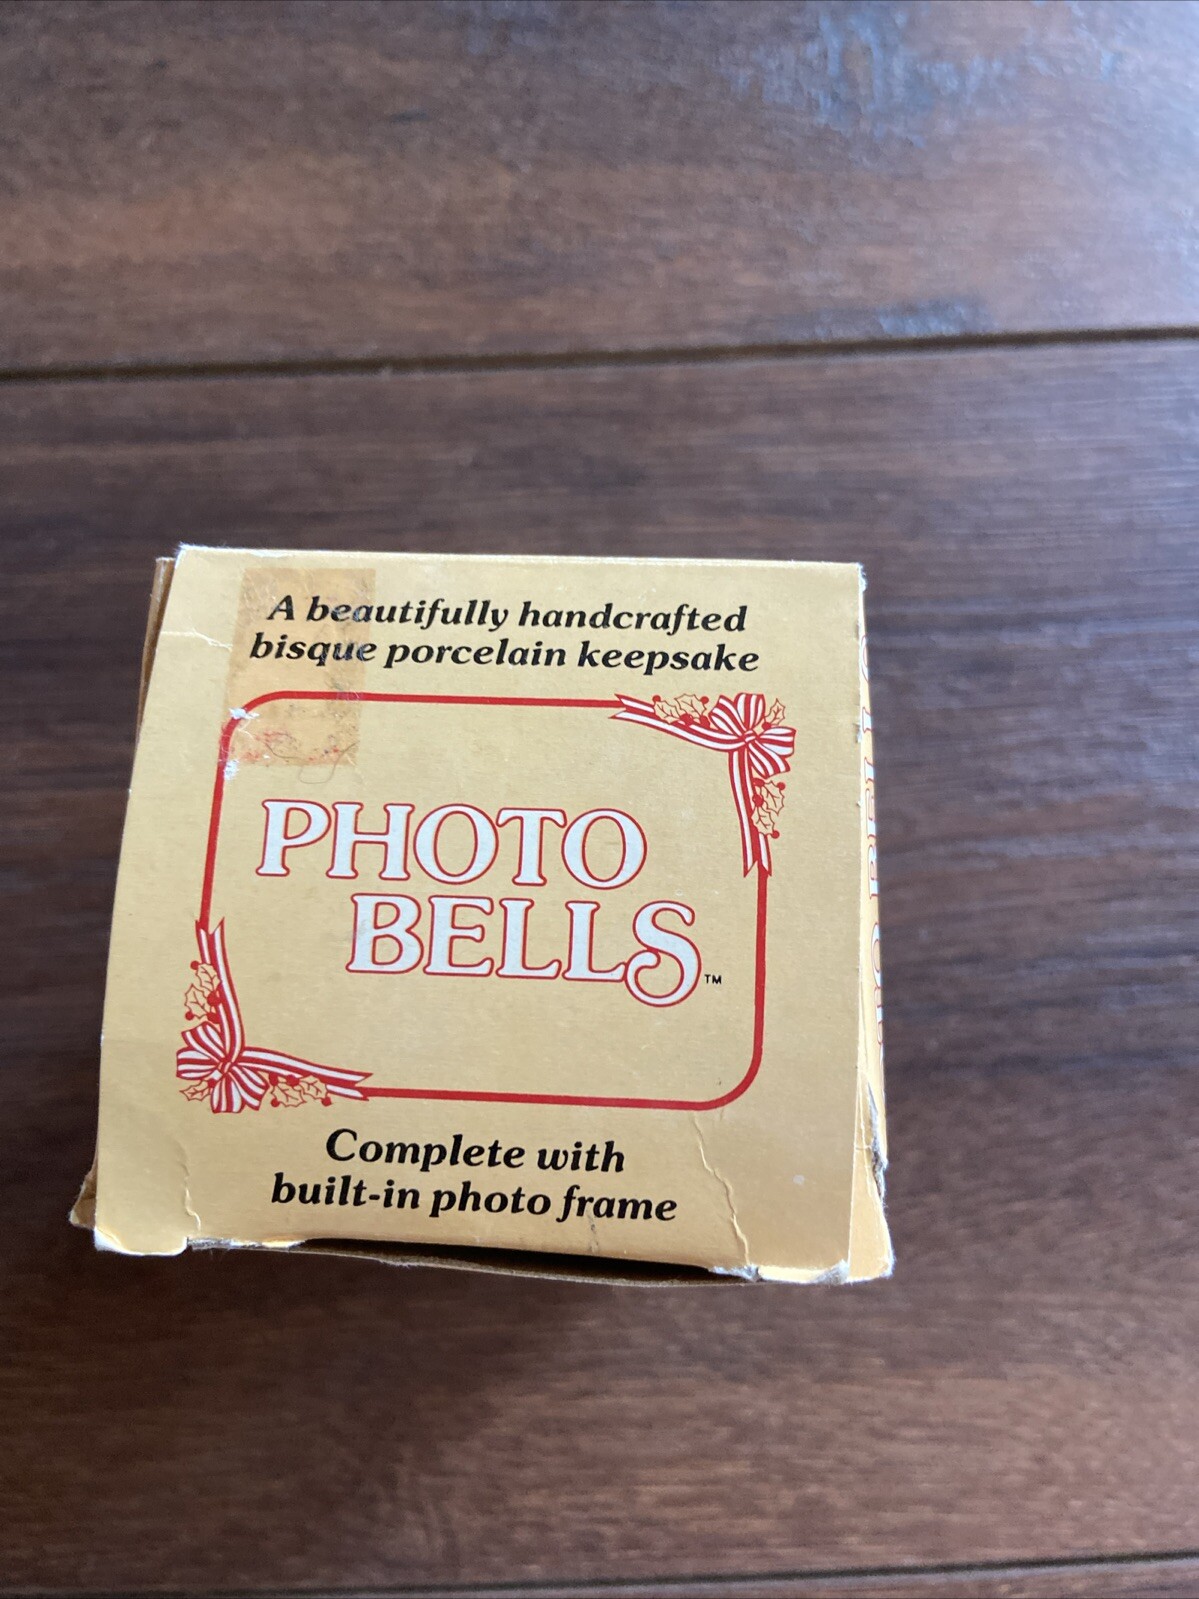 A beautifully handcrafted
bisque porcelain keepsake
PHOTO
BELLS™
Complete with
built-in photo frame